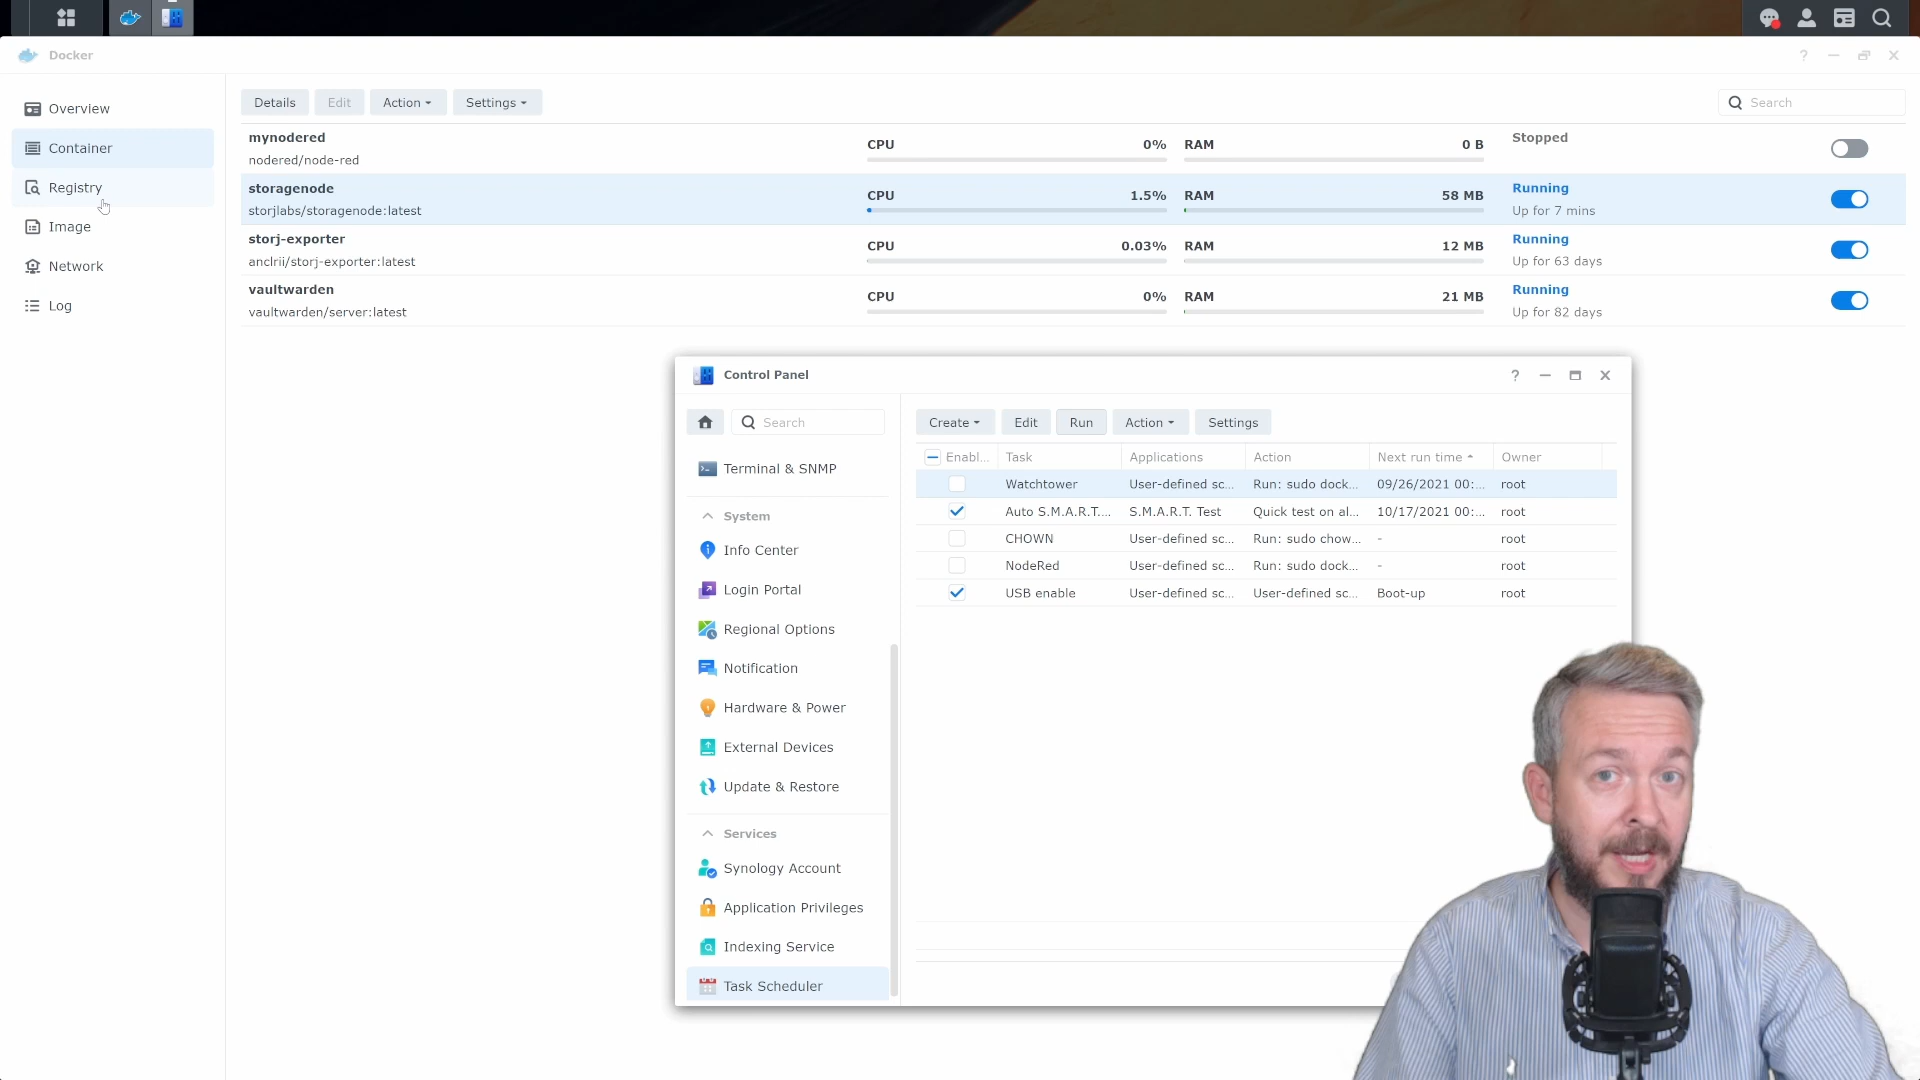 Docker
?
Overview
Container
Registry
Image
Network
Log
Details
Edit
Action
Settings
Search
mynodered
nodered/node-red
CPU 0% RAM 0 B
Stopped
storagenode
storjlabs/storagenode:latest
CPU 1.5% RAM 58 MB
Running
Up for 7 mins
storj-exporter
anclrii/storj-exporter:latest
CPU 0.03% RAM 12 MB
Running
Up for 63 days
vaultwarden
vaultwarden/server:latest
CPU 0% RAM 21 MB
Running
Up for 82 days
Control Panel
?
Search
Terminal & SNMP
System
Info Center
Login Portal
Regional Options
Notification
Hardware & Power
External Devices
Update & Restore
Services
Synology Account
Application Privileges
Indexing Service
Task Scheduler
Create
Edit
Run
Action
Settings
Enabl... Task Applications Action Next run time Owner
Watchtower User-defined sc... Run: sudo dock... 09/26/2021 00:... root
Auto S.M.A.R.T.... S.M.A.R.T. Test Quick test on al... 10/17/2021 00:... root
CHOWN User-defined sc... Run: sudo chow... - root
NodeRed User-defined sc... Run: sudo dock... - root
USB enable User-defined sc... User-defined sc... Boot-up root